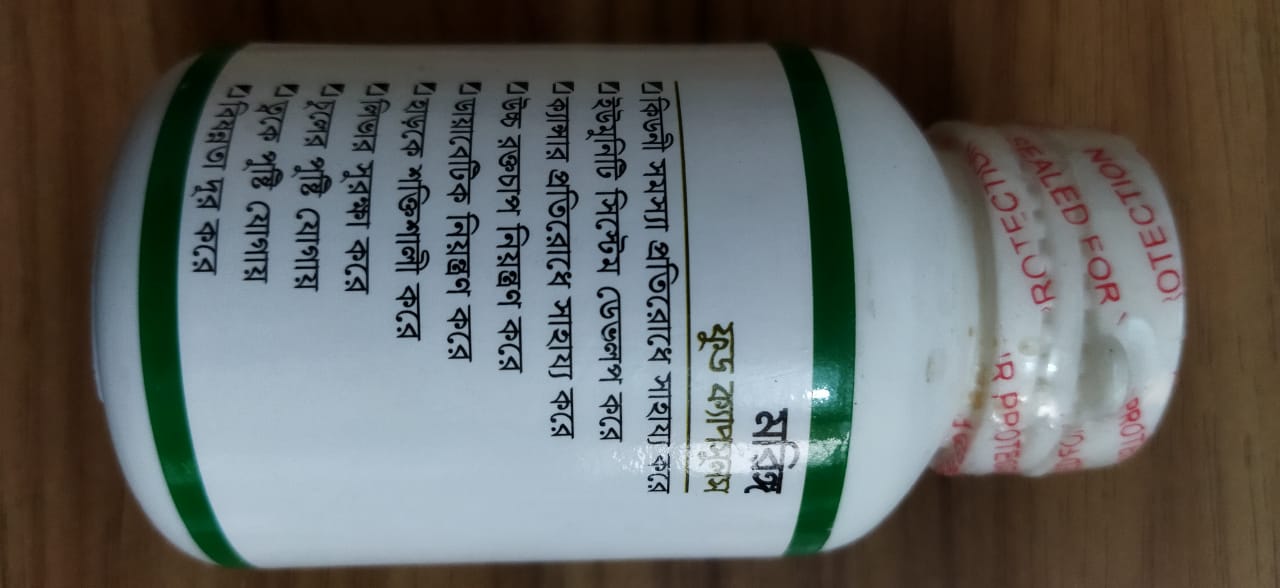 PROTECTION
SEALED FOR
PROTECTION
R PROTEC
মরিঙ্গ
ফুড ক্যাপসুলস
কিডনী সমস্যা প্রতিরোধে সাহায্য করে
ইউমুনিটি সিস্টেম ডেভলপ করে
ক্যান্সার প্রতিরোধে সাহায্য করে
উচ্চ রক্তচাপ নিয়ন্ত্রণ করে
ডায়াবেটিক নিয়ন্ত্রণ করে
হাড়কে শক্তিশালী করে
লিভার সুরক্ষা করে
চুলের পুষ্টি যোগায়
ত্বকে পুষ্টি যোগায়
বিষন্নতা দূর করে